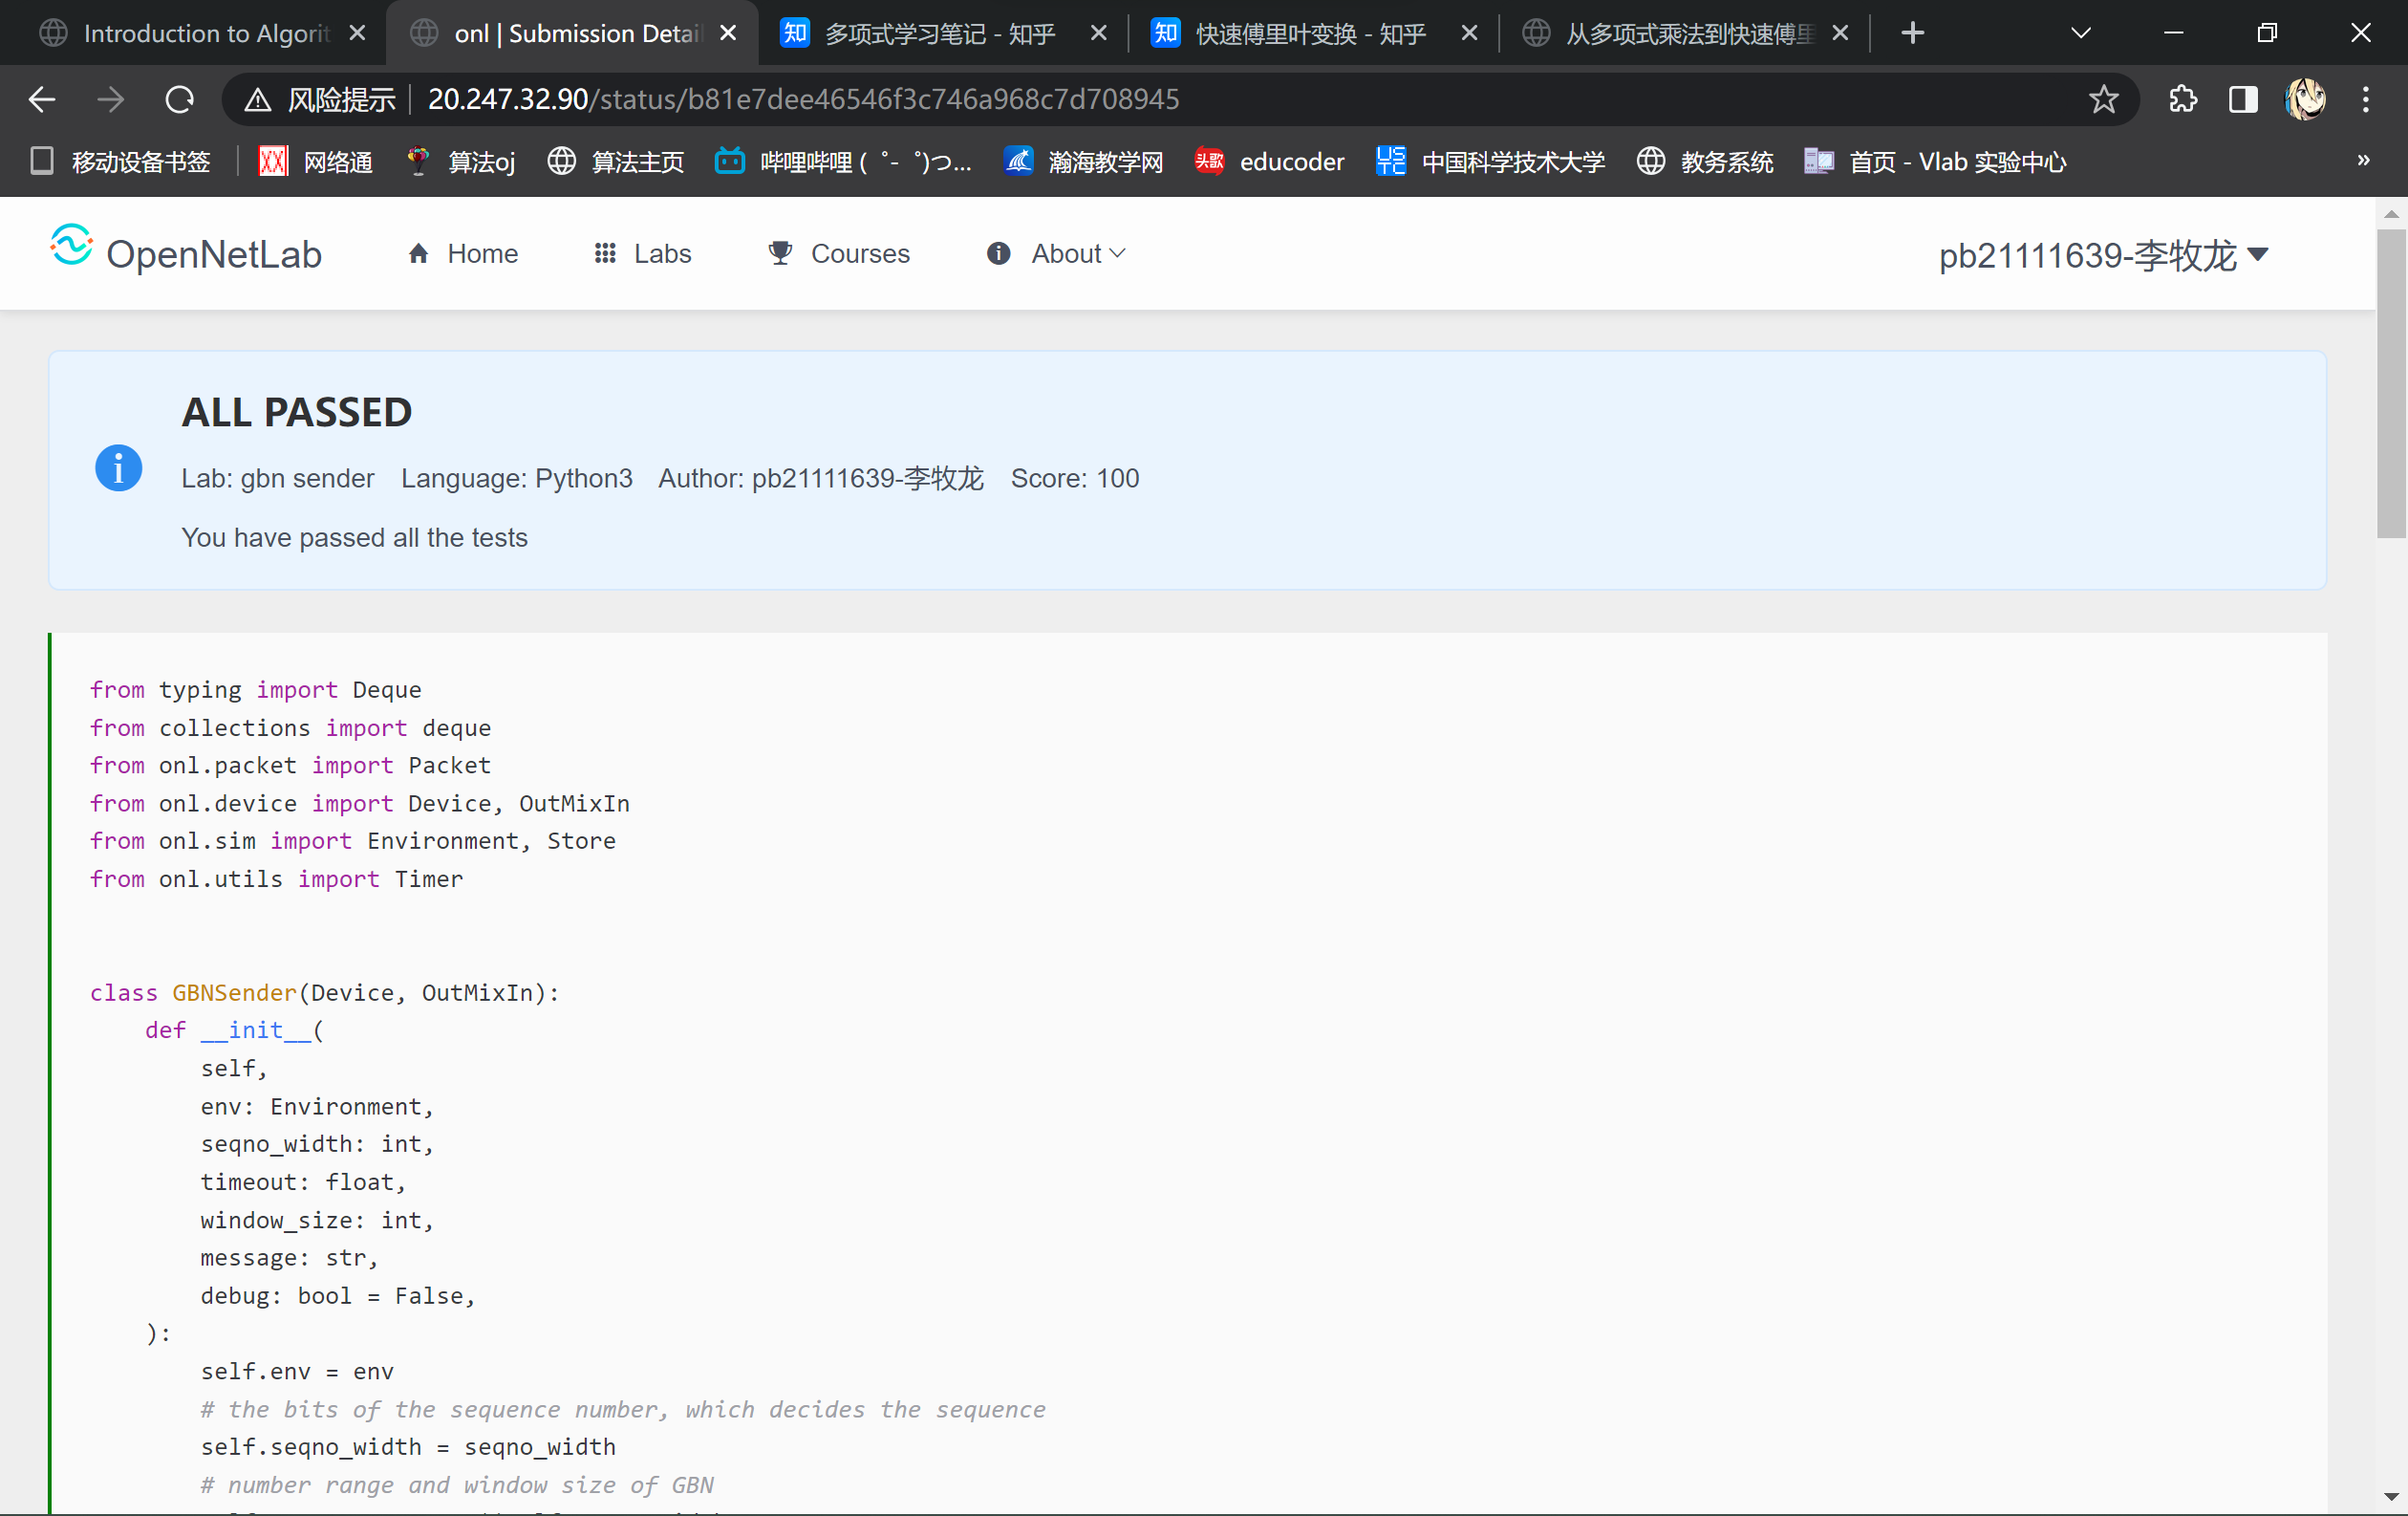 Introduction to Algorit
onl | Submission Detail
知 多项式学习笔记 - 知乎
知 快速傅里叶变换 - 知乎
从多项式乘法到快速傅里
风险提示 20.247.32.90/status/b81e7dee46546f3c746a968c7d708945
移动设备书签 网络通 算法oj 算法主页 哔哩哔哩 ( ゜- ゜)つ... 瀚海教学网 头歌 educoder 中国科学技术大学 教务系统 首页 - Vlab 实验中心 »
OpenNetLab Home Labs Courses About pb21111639-李牧龙
ALL PASSED
Lab: gbn sender Language: Python3 Author: pb21111639-李牧龙 Score: 100
You have passed all the tests
from typing import Deque
from collections import deque
from onl.packet import Packet
from onl.device import Device, OutMixIn
from onl.sim import Environment, Store
from onl.utils import Timer
class GBNSender(Device, OutMixIn):
def __init__(
self,
env: Environment,
seqno_width: int,
timeout: float,
window_size: int,
message: str,
debug: bool = False,
):
self.env = env
# the bits of the sequence number, which decides the sequence
self.seqno_width = seqno_width
# number range and window size of GBN